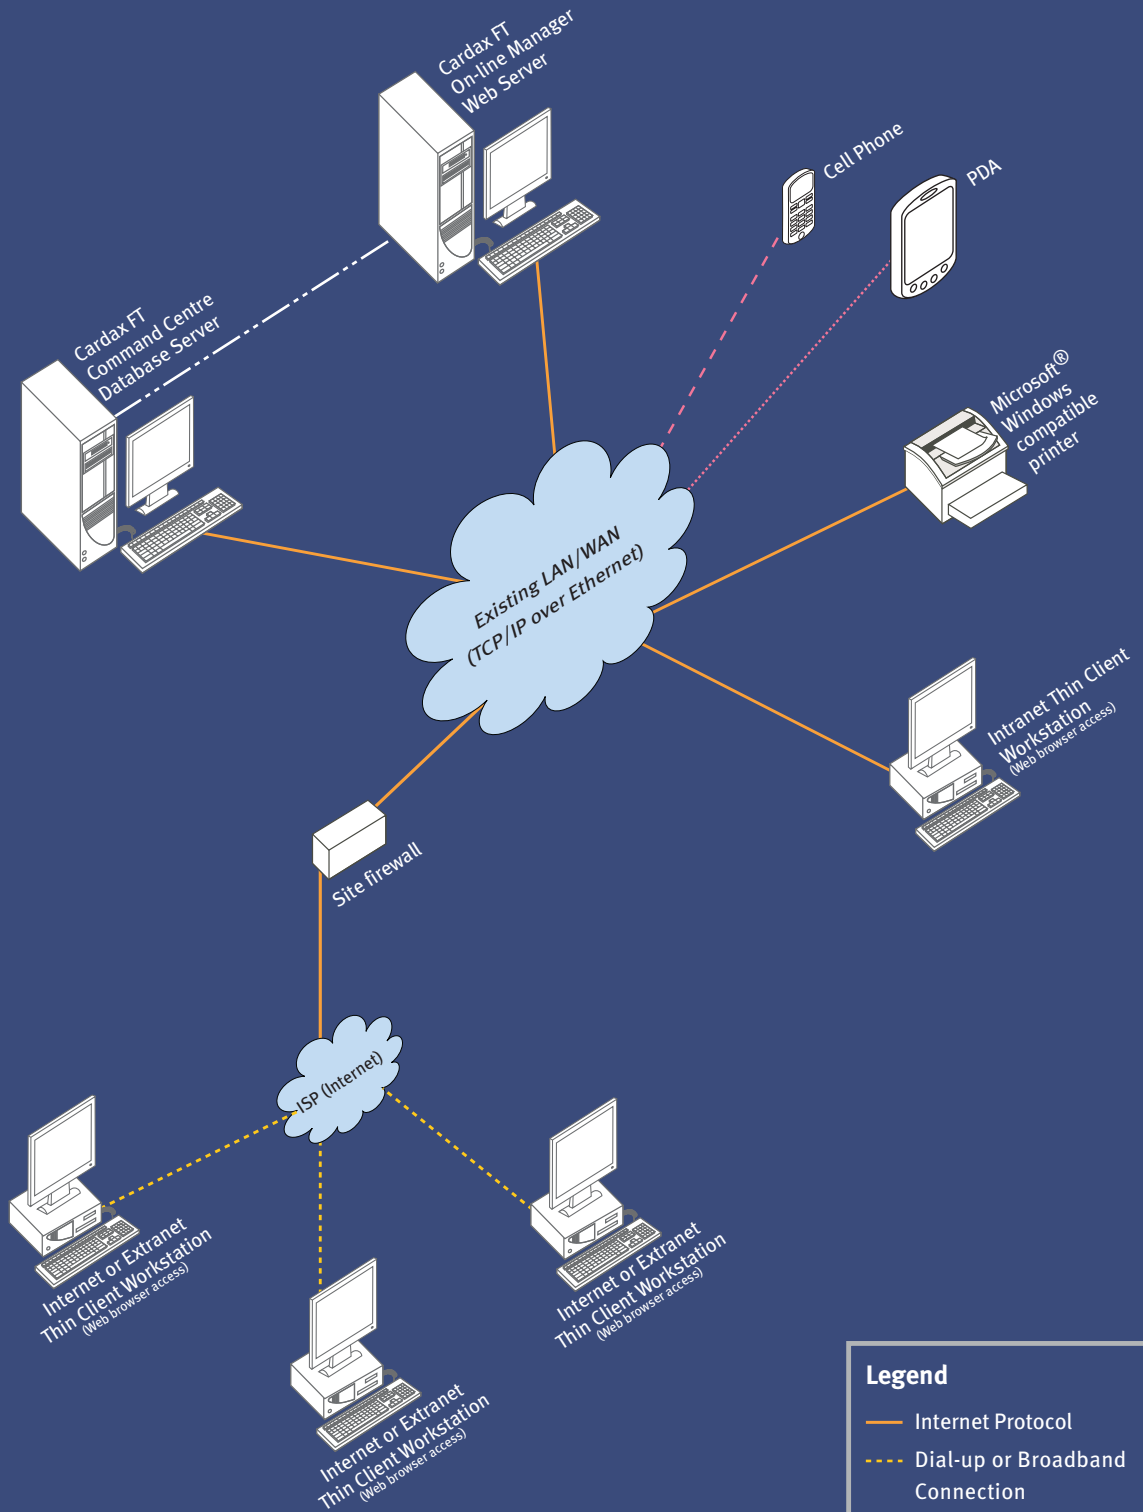 Cardax FT
On-line Manager
Web Server
Cell Phone
PDA
Cardax FT
Command Centre
Database Server
Microsoft®
Windows
compatible
printer
Existing LAN/WAN
(TCP/IP over Ethernet)
Intranet Thin Client
Workstation
(Web browser access)
Site firewall
ISP (Internet)
Internet or Extranet
Thin Client Workstation
(Web browser access)
Internet or Extranet
Thin Client Workstation
(Web browser access)
Internet or Extranet
Thin Client Workstation
(Web browser access)
Legend
Internet Protocol
Dial-up or Broadband
Connection